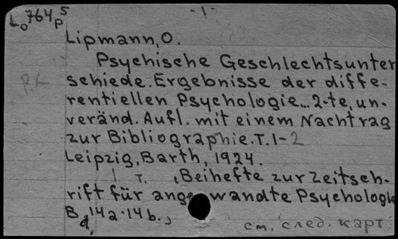 Lo 764 p5 -1-
Lipmann, O.
Psychische Geschlechtsunter
schiede. Ergebnisse der diffe-
rentiellen Psychologie... 2-te, un-
veränd. Aufl. mit einem Nachtrag
zur Bibliographie. T. 1-2
Leipzig, Barth, 1924.
1 T. , Beihefte zur Zeitsch-
rift für angewandte Psychologie
Bd, 14a-14b.,
см. след. карт.